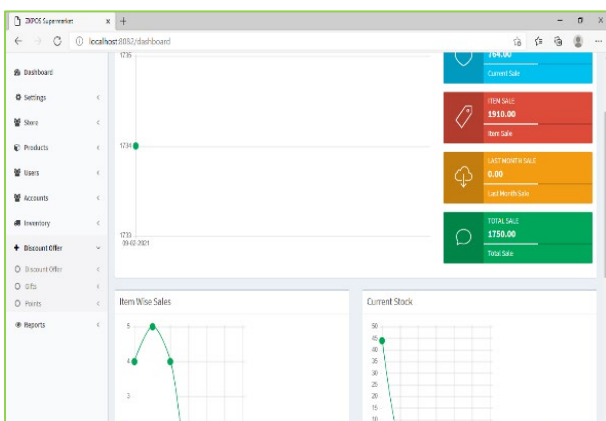 ZKPOS Supermarket
localhost:8082/dashboard
Dashboard
Settings
Store
Products
Users
Accounts
Inventory
Discount Offer
Discount Offer
Gifts
Points
Reports
1735
1734
1733
09-02-2021
764.00
Current Sale
ITEM SALE
1910.00
Item Sale
LAST MONTH SALE
0.00
Last Month Sale
TOTAL SALE
1750.00
Total Sale
Item Wise Sales
5
4
3
Current Stock
50
45
40
35
30
25
20
15
10